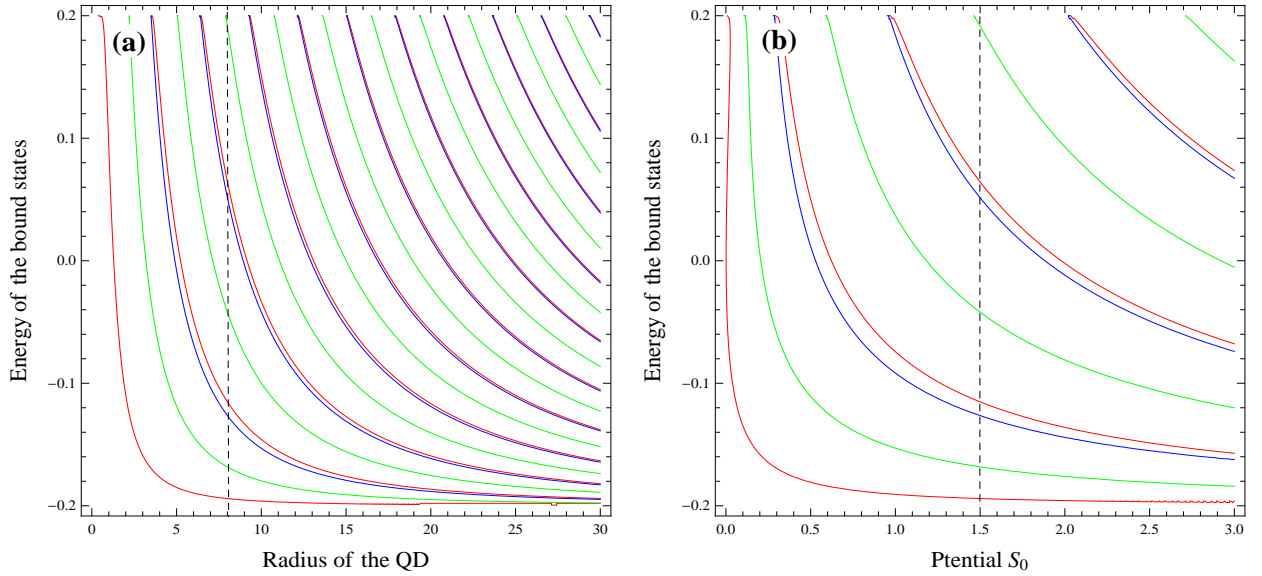 (a)
Energy of the bound states
0.2
0.1
0.0
−0.1
−0.2
0 5 10 15 20 25 30
Radius of the QD
(b)
Energy of the bound states
0.2
0.1
0.0
−0.1
−0.2
0.0 0.5 1.0 1.5 2.0 2.5 3.0
Ptential S₀